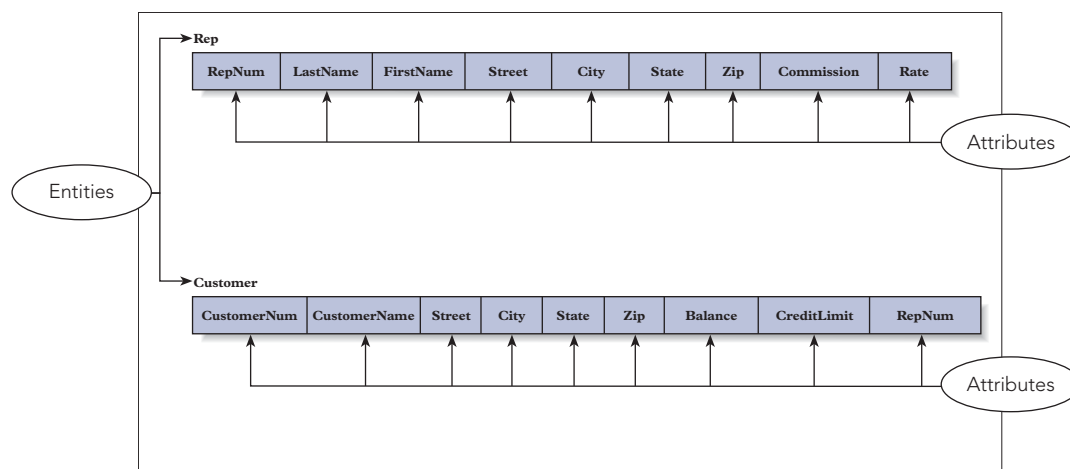 Rep
RepNum LastName FirstName Street City State Zip Commission Rate
Attributes
Entities
Customer
CustomerNum CustomerName Street City State Zip Balance CreditLimit RepNum
Attributes